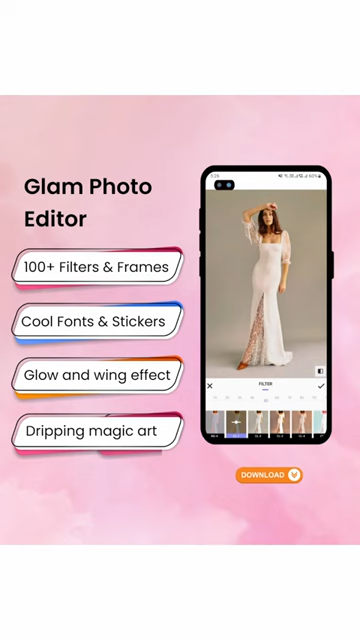 Glam Photo
Editor
100+ Filters & Frames
Cool Fonts & Stickers
Glow and wing effect
Dripping magic art
FILTER
DOWNLOAD